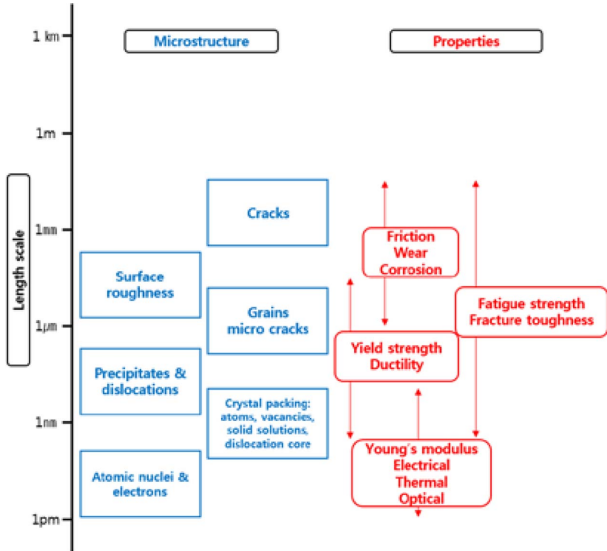 1 km
Microstructure
Properties
1m
Length scale
Cracks
1mm
Friction
Wear
Corrosion
Surface
roughness
Grains
micro cracks
Fatigue strength
Fracture toughness
1μm
Yield strength
Ductility
Precipitates &
dislocations
Crystal packing:
atoms, vacancies,
solid solutions,
dislocation core
1nm
Young's modulus
Electrical
Thermal
Optical
Atomic nuclei &
electrons
1pm